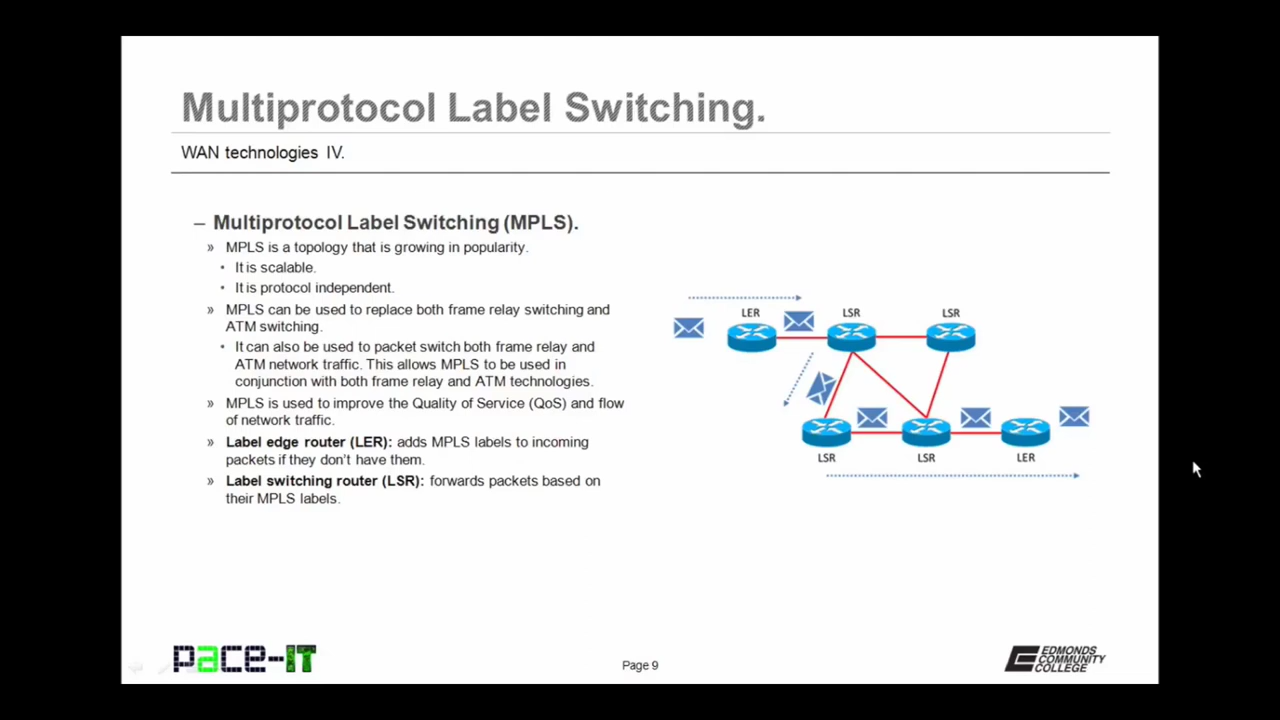 Multiprotocol Label Switching.
WAN technologies IV.
– Multiprotocol Label Switching (MPLS).
» MPLS is a topology that is growing in popularity.
• It is scalable.
• It is protocol independent.
» MPLS can be used to replace both frame relay switching and
ATM switching.
• It can also be used to packet switch both frame relay and
ATM network traffic. This allows MPLS to be used in
conjunction with both frame relay and ATM technologies.
» MPLS is used to improve the Quality of Service (QoS) and flow
of network traffic.
» Label edge router (LER): adds MPLS labels to incoming
packets if they don't have them.
» Label switching router (LSR): forwards packets based on
their MPLS labels.
LER LSR LSR
LSR LSR LER
pace-IT
Page 9
EDMONDS
COMMUNITY
COLLEGE